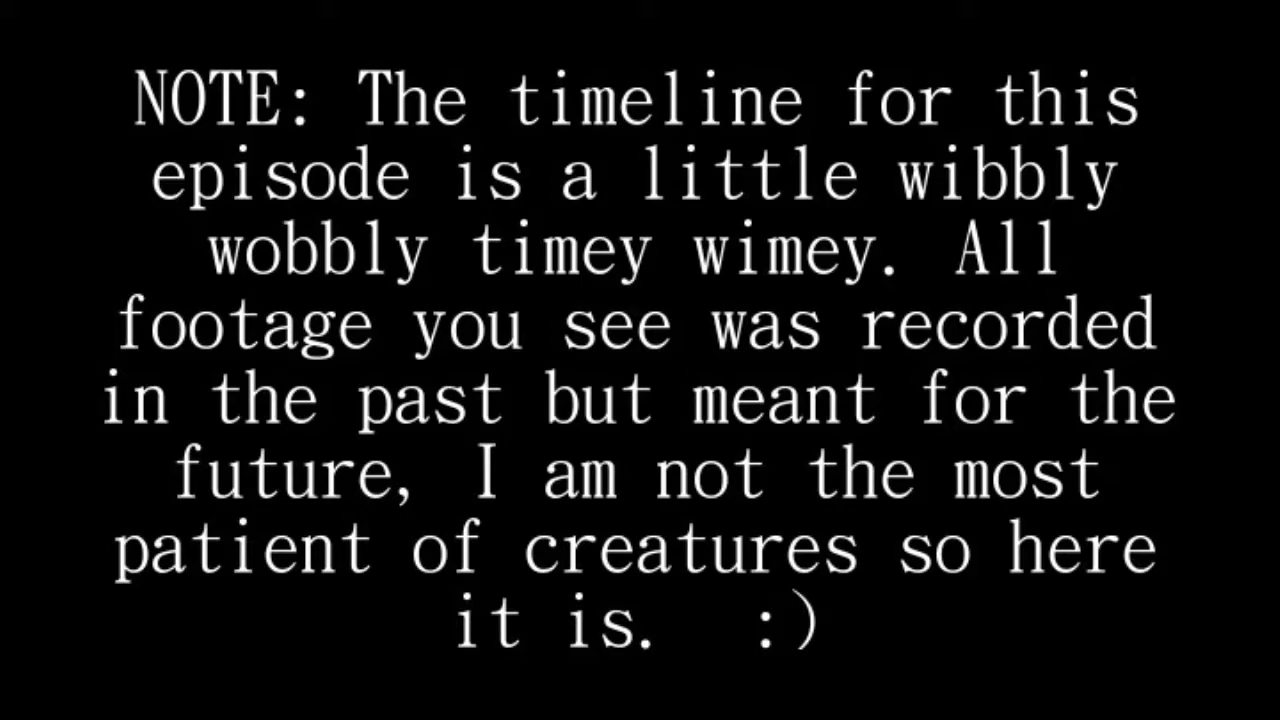 NOTE: The timeline for this
episode is a little wibbly
wobbly timey wimey. All
footage you see was recorded
in the past but meant for the
future, I am not the most
patient of creatures so here
it is.  :)